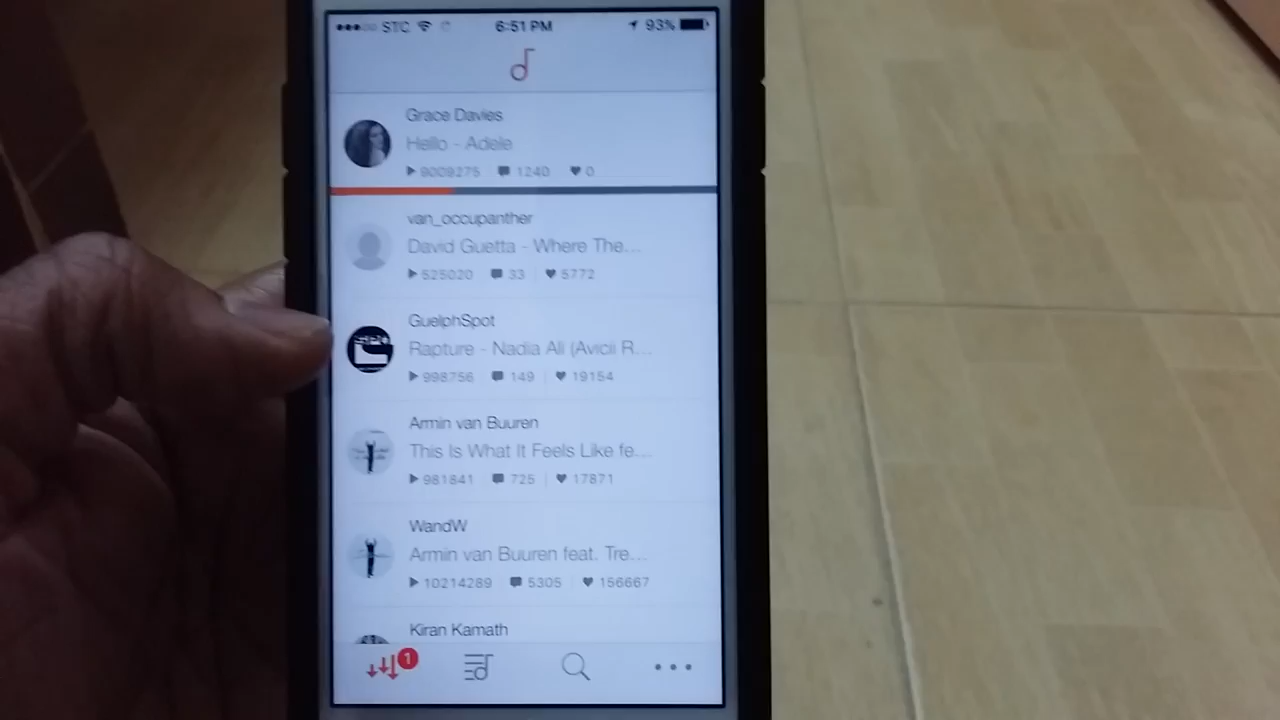 STC 6:51 PM 93%
Grace Davies
Hello - Adele
9009275 1240 0
van_occupanther
David Guetta - Where The...
525020 33 5772
GuelphSpot
Rapture - Nadia Ali (Avicii R...
998756 149 19154
Armin van Buuren
This Is What It Feels Like fe...
981841 725 17871
WandW
Armin van Buuren feat. Tre...
10214289 5305 156667
Kiran Kamath
1